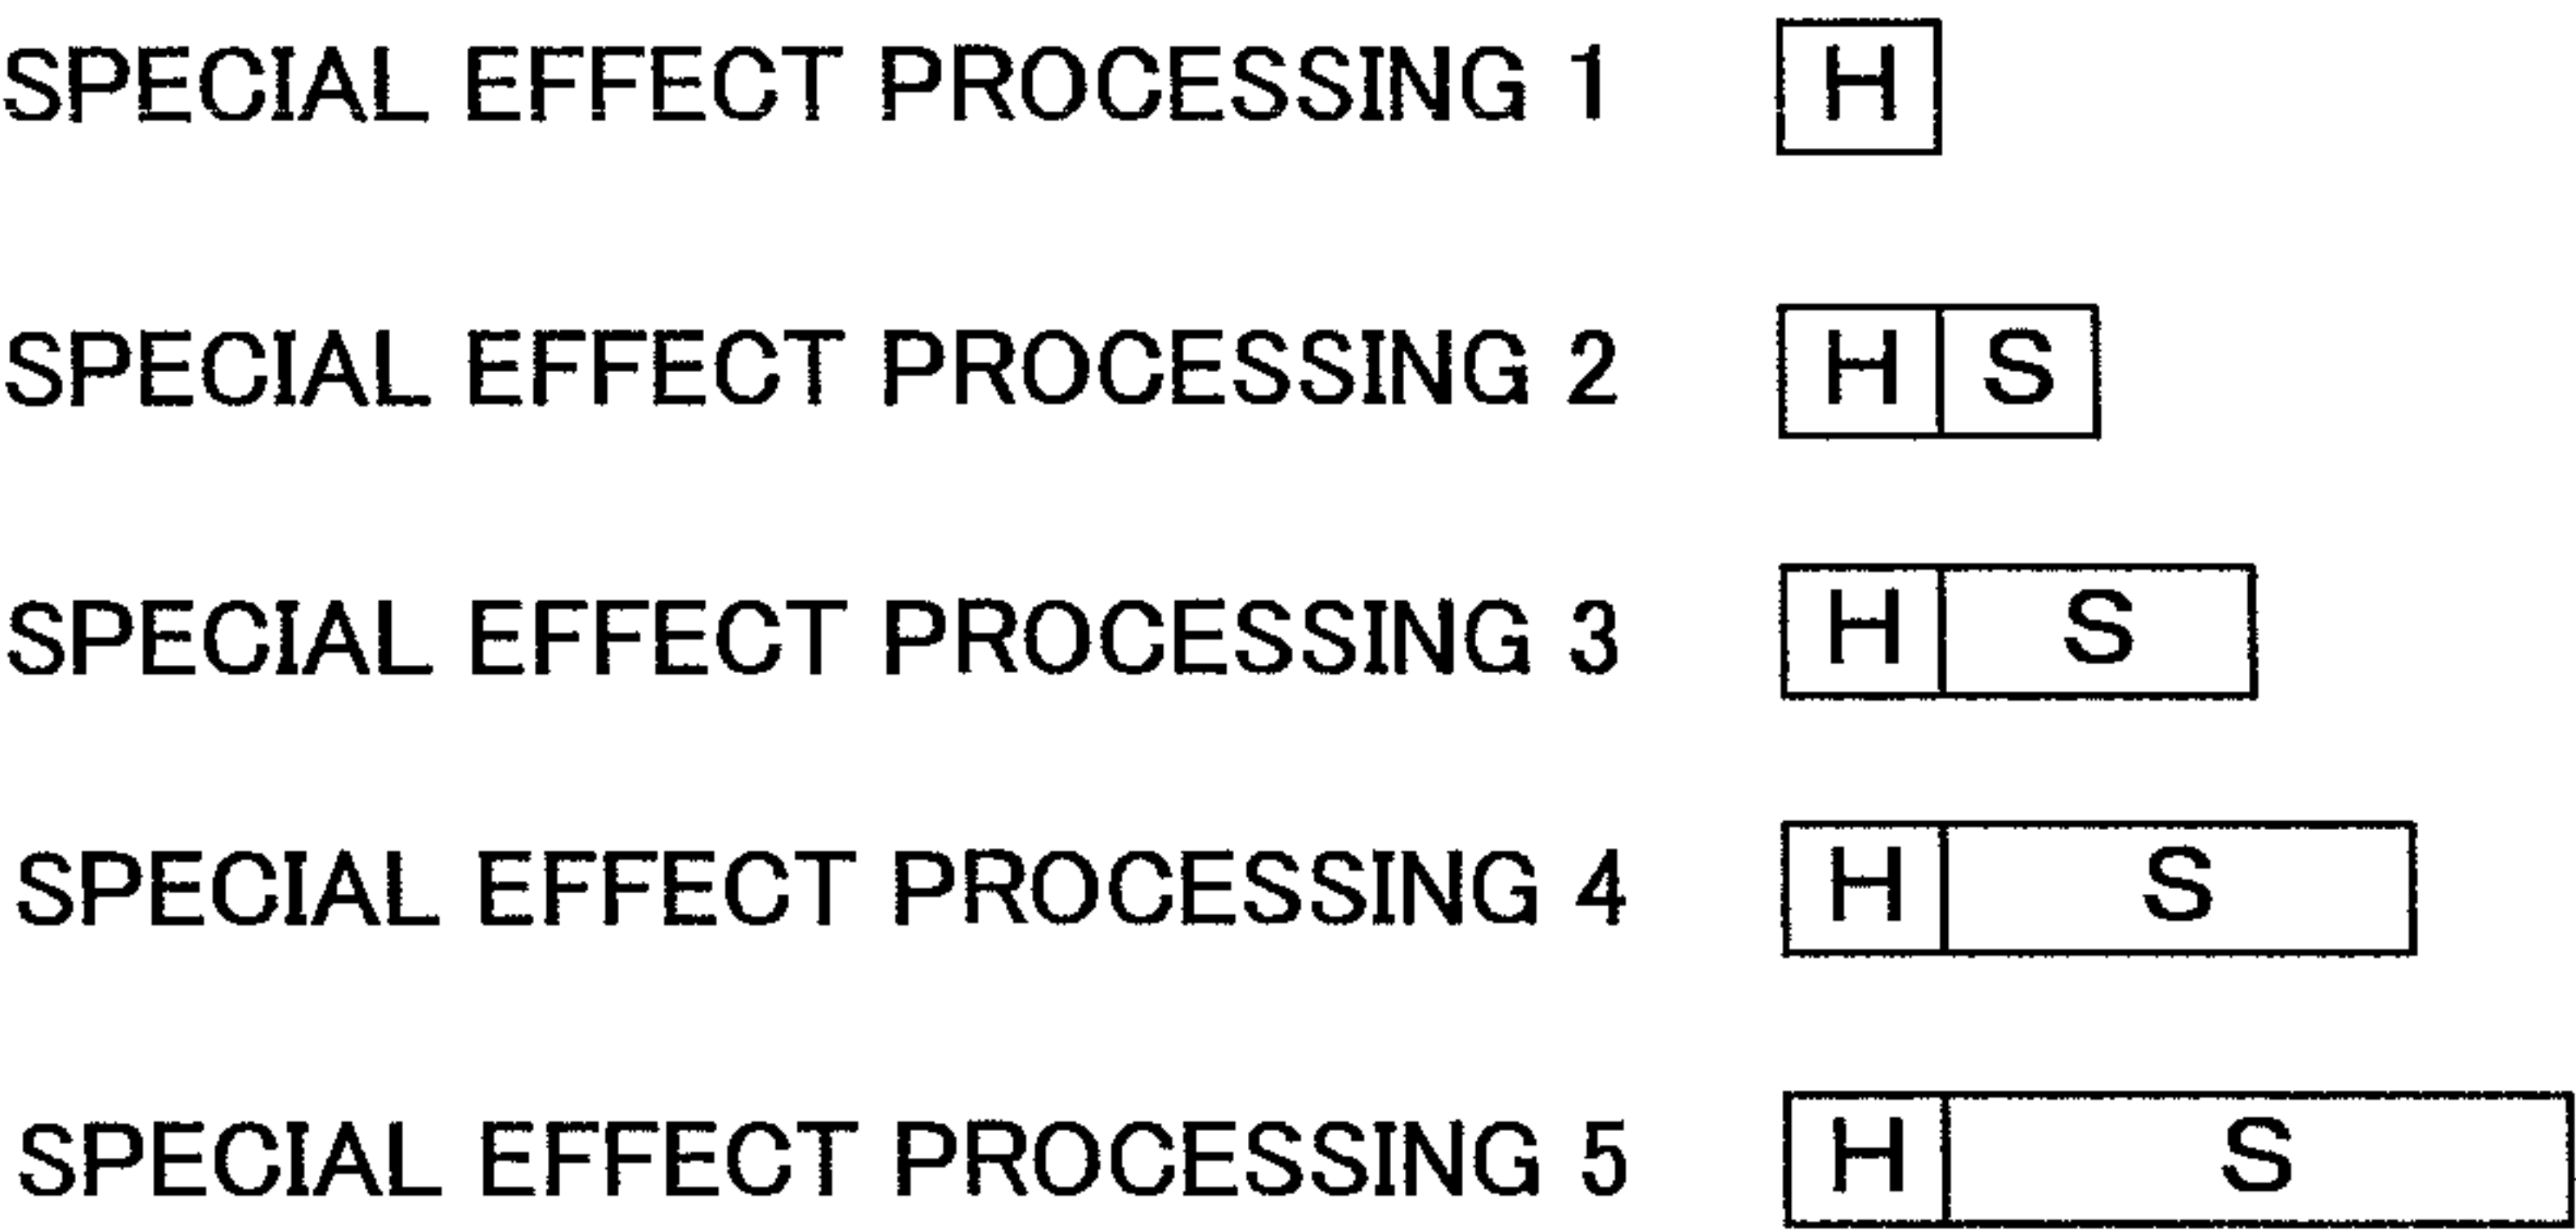 SPECIAL EFFECT PROCESSING 1 H
SPECIAL EFFECT PROCESSING 2 H S
SPECIAL EFFECT PROCESSING 3 H S
SPECIAL EFFECT PROCESSING 4 H S
SPECIAL EFFECT PROCESSING 5 H S